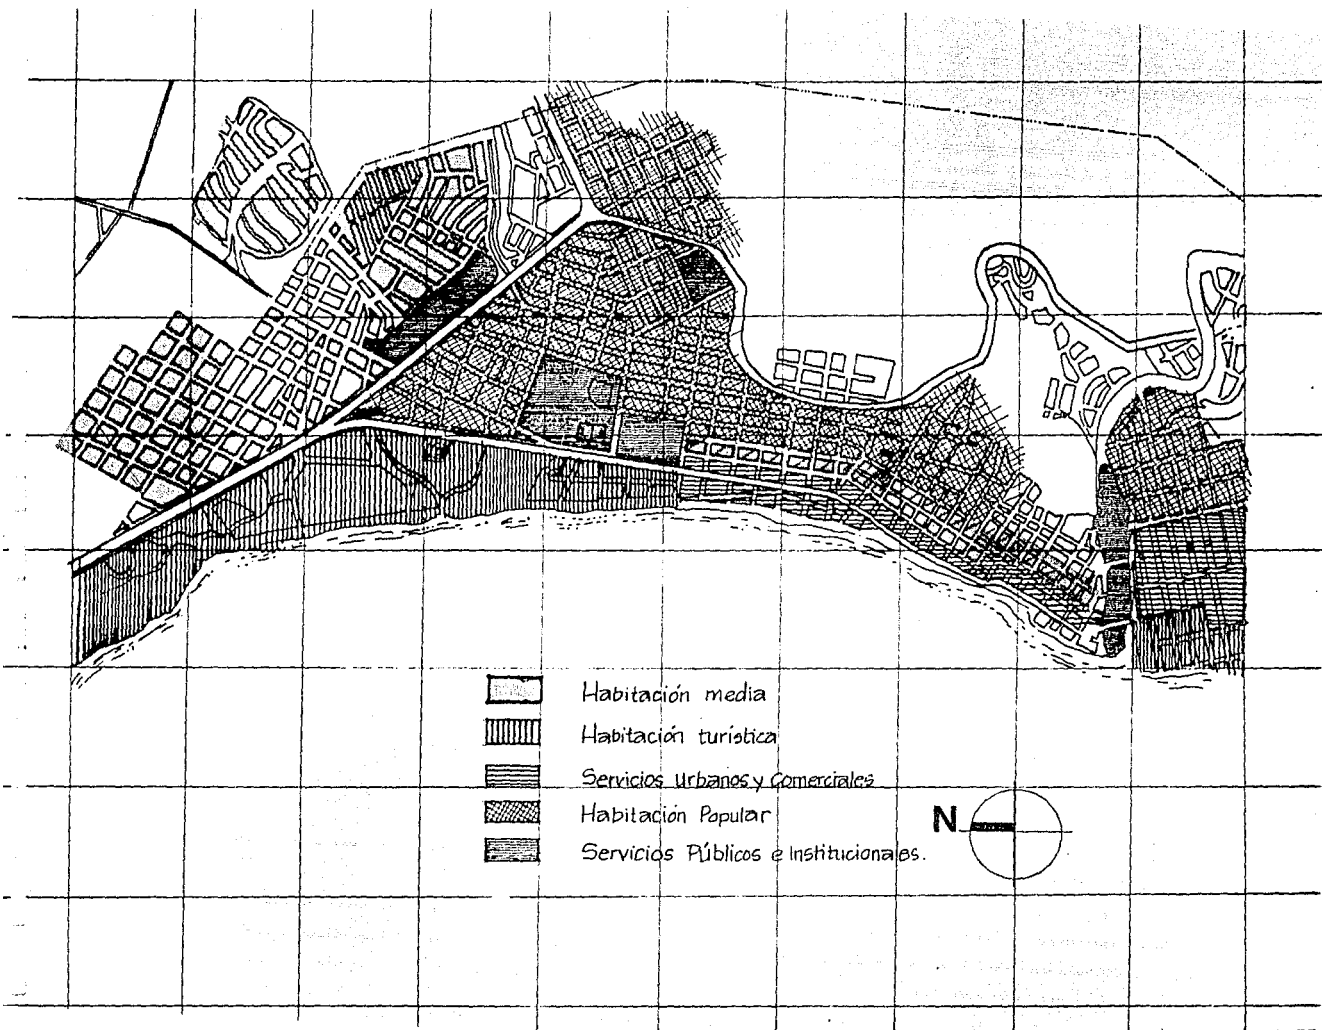 Habitación media
Habitación turística
Servicios urbanos y Comerciales
Habitación Popular
Servicios Públicos e Institucionales.
N